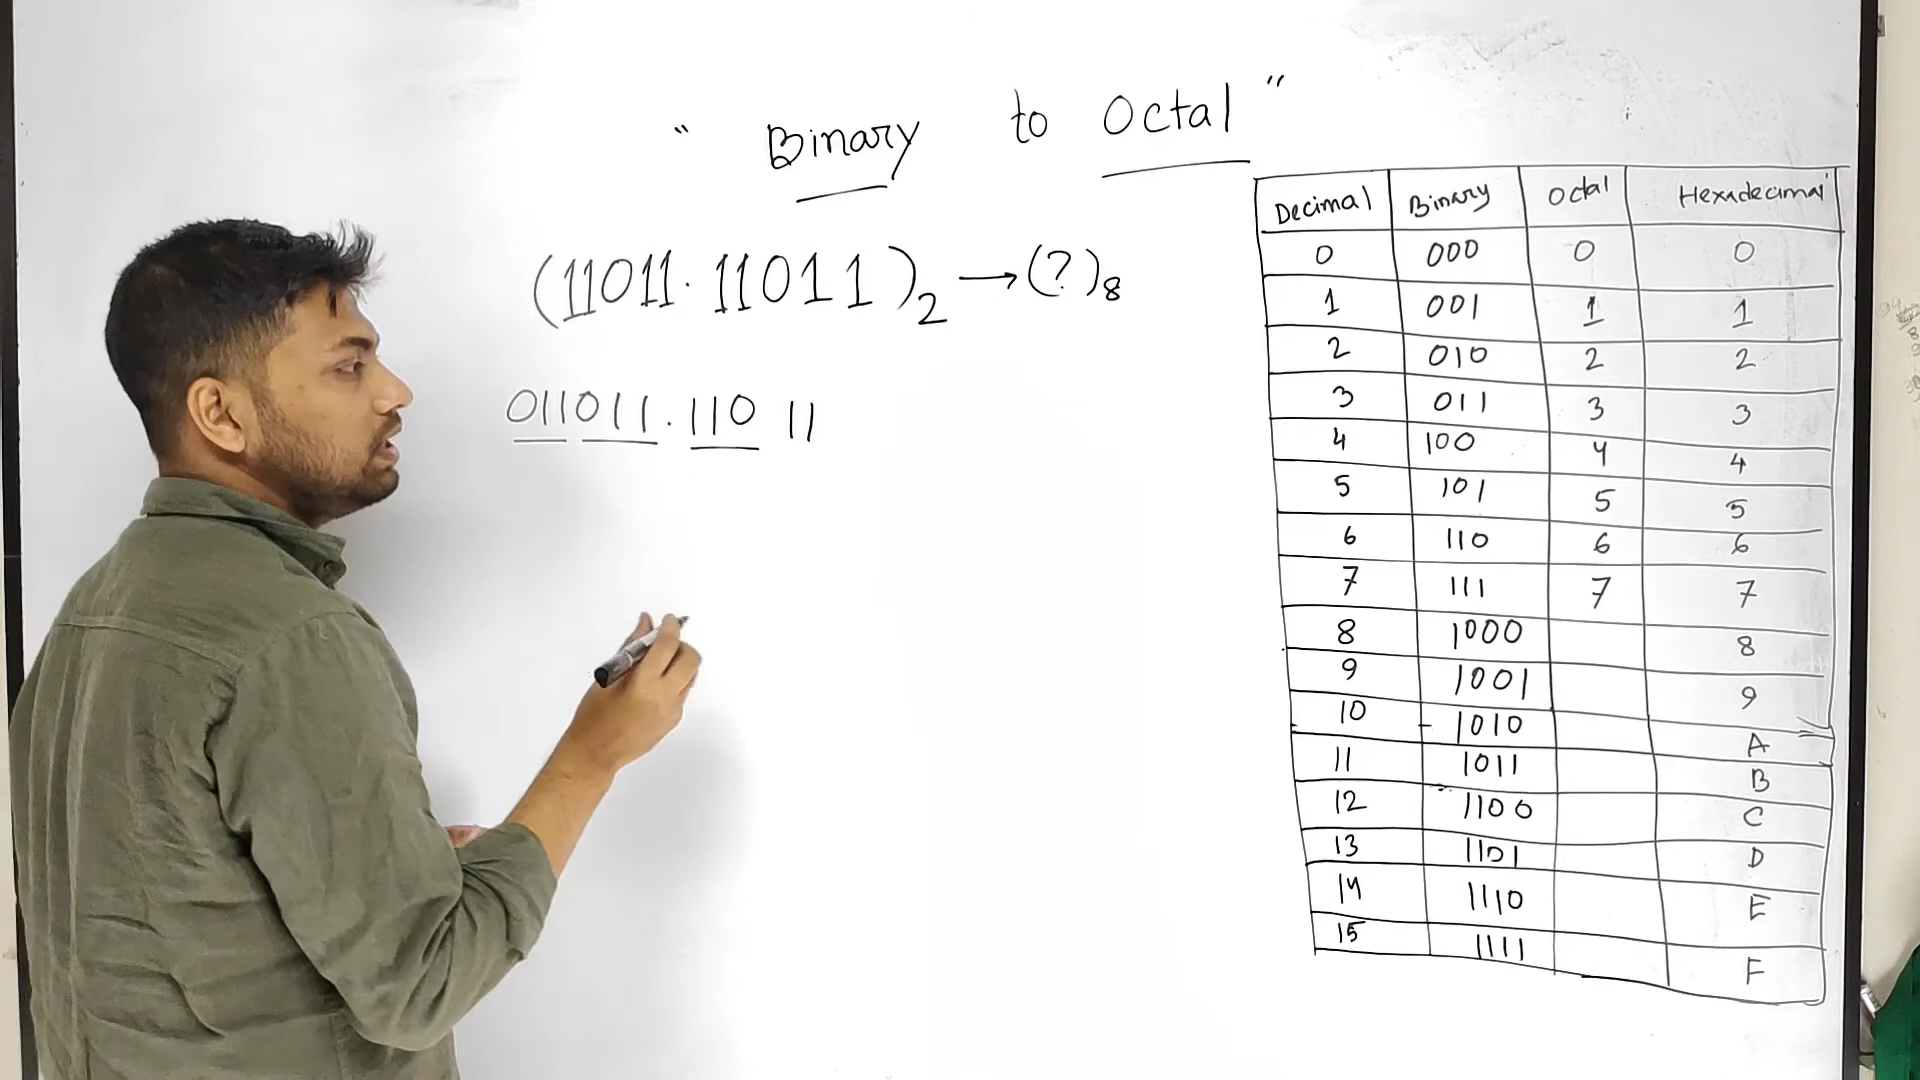 " Binary to Octal "
(11011.11011)₂ → (?)₈
011011.110 11
Decimal Binary Octal Hexadecimal
0 000 0 0
1 001 1 1
2 010 2 2
3 011 3 3
4 100 4 4
5 101 5 5
6 110 6 6
7 111 7 7
8 1000 8
9 1001 9
10 1010 A
11 1011 B
12 1100 C
13 1101 D
14 1110 E
15 1111 F